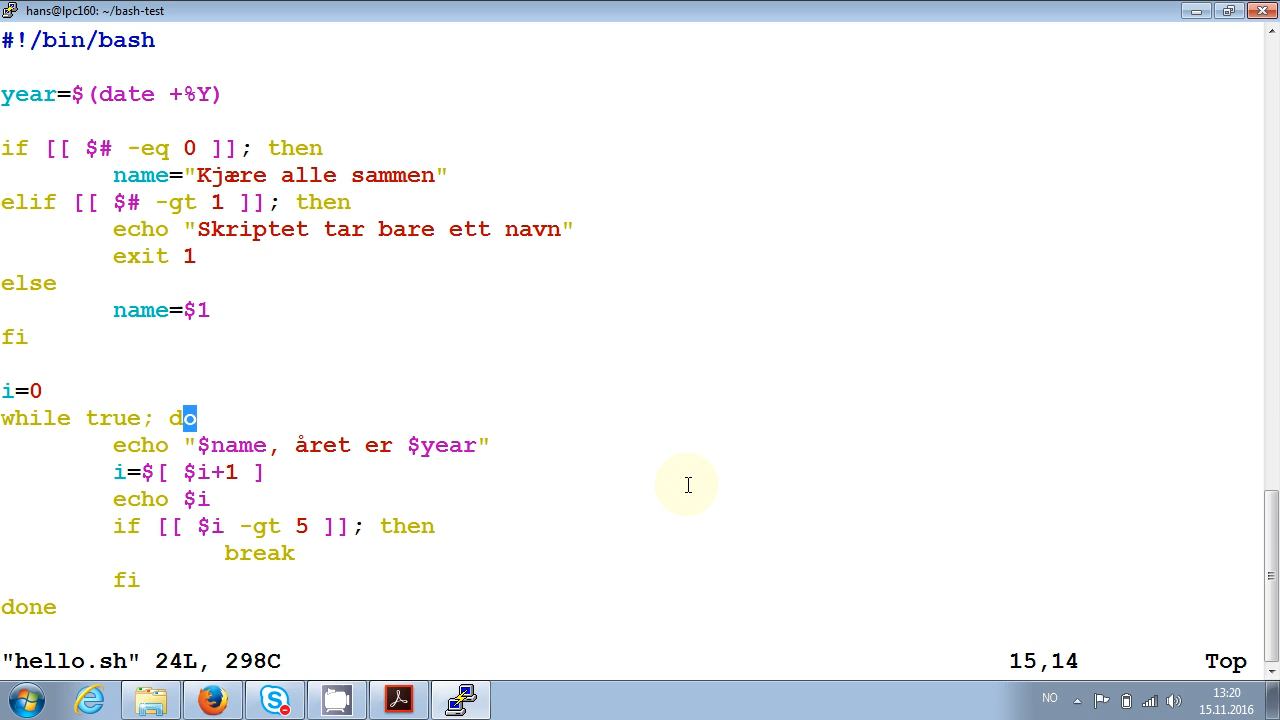 hans@lpc160: ~/bash-test
#!/bin/bash
year=$(date +%Y)
if [[ $# -eq 0 ]]; then
name="Kjære alle sammen"
elif [[ $# -gt 1 ]]; then
echo "Skriptet tar bare ett navn"
exit 1
else
name=$1
fi
i=0
while true; do
echo "$name, året er $year"
i=$[ $i+1 ]
echo $i
if [[ $i -gt 5 ]]; then
break
fi
done
"hello.sh" 24L, 298C 15,14 Top
NO 13:20
15.11.2016